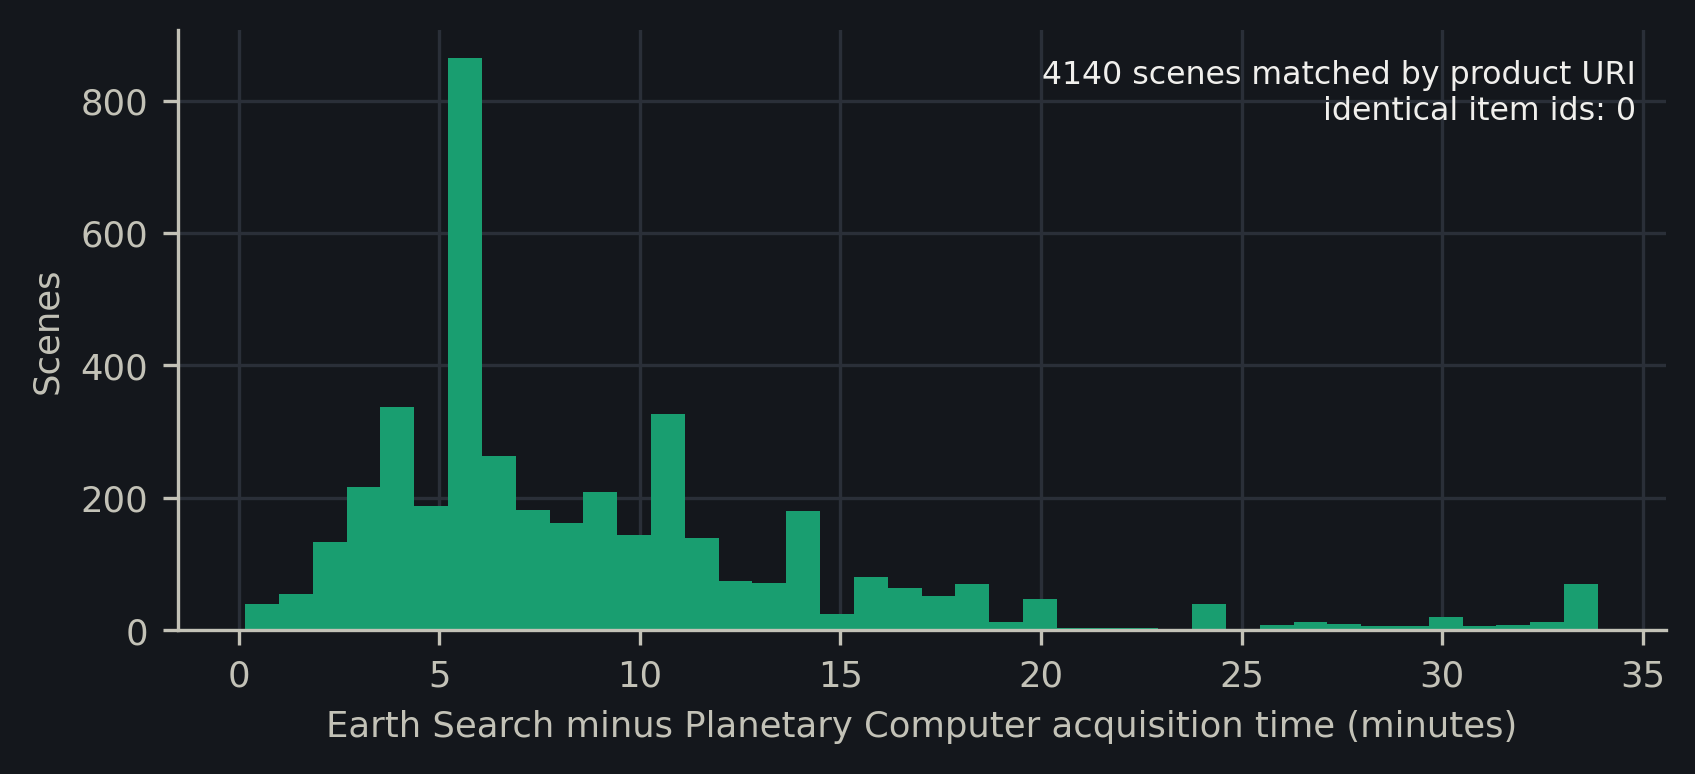 4140 scenes matched by product URI
identical item ids: 0
800
600
400
200
0
Scenes
0 5 10 15 20 25 30 35
Earth Search minus Planetary Computer acquisition time (minutes)